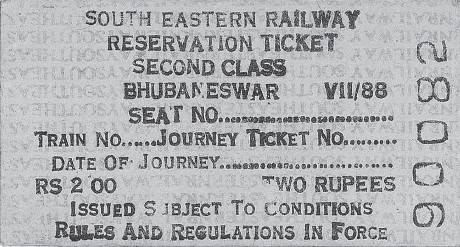 SOUTH EASTERN RAILWAY
RESERVATION TICKET
SECOND CLASS
BHUBANESWAR VII/88
SEAT NO..............................
TRAIN NO......JOURNEY TICKET NO.........
DATE OF JOURNEY..............................
RS 2 00 TWO RUPEES
ISSUED SUBJECT TO CONDITIONS
RULES AND REGULATIONS IN FORCE
06082